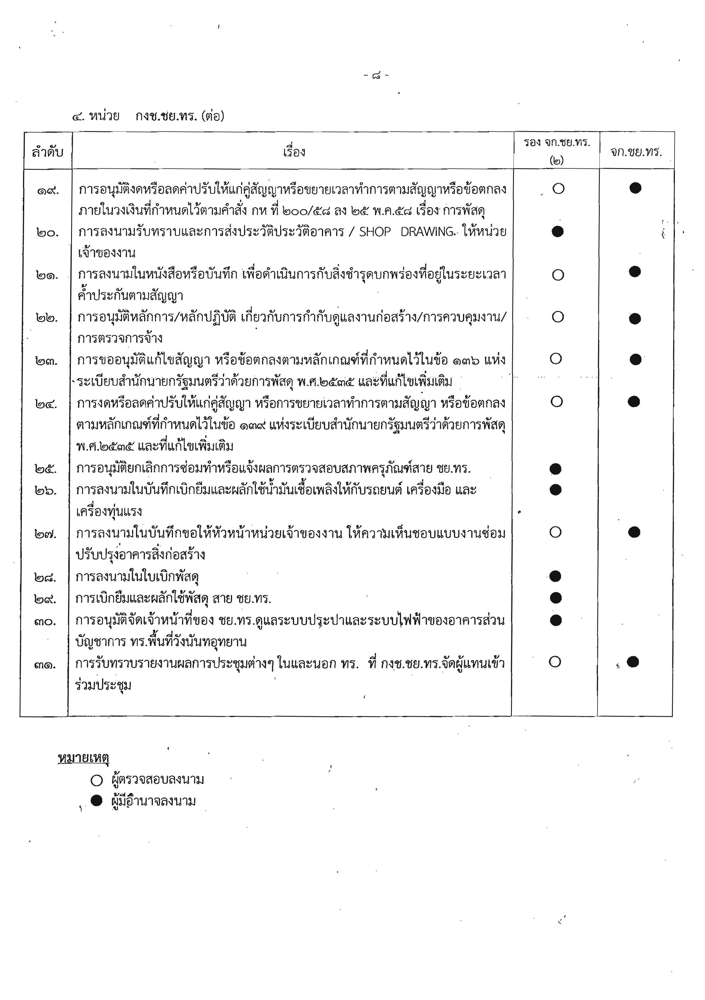 - ๘ -
๔. หน่วย กงช.ชย.ทร. (ต่อ)
ลำดับ เรื่อง รอง จก.ชย.ทร. (๒) จก.ชย.ทร.
๑๙. การอนุมัติงดหรือลดค่าปรับให้แก่คู่สัญญาหรือขยายเวลาทำการตามสัญญาหรือข้อตกลง ○ ●
ภายในวงเงินที่กำหนดไว้ตามคำสั่ง กห ที่ ๒๐๐/๕๘ ลง ๒๕ พ.ค.๕๘ เรื่อง การพัสดุ
๒๐. การลงนามรับทราบและการส่งประวัติประวัติอาคาร / SHOP DRAWING ให้หน่วย ●
เจ้าของงาน
๒๑. การลงนามในหนังสือหรือบันทึก เพื่อดำเนินการกับสิ่งชำรุดบกพร่องที่อยู่ในระยะเวลา ○ ●
ค้ำประกันตามสัญญา
๒๒. การอนุมัติหลักการ/หลักปฏิบัติ เกี่ยวกับการกำกับดูแลงานก่อสร้าง/การควบคุมงาน/ ○ ●
การตรวจการจ้าง
๒๓. การขออนุมัติแก้ไขสัญญา หรือข้อตกลงตามหลักเกณฑ์ที่กำหนดไว้ในข้อ ๑๓๖ แห่ง ○ ●
ระเบียบสำนักนายกรัฐมนตรีว่าด้วยการพัสดุ พ.ศ.๒๕๓๕ และที่แก้ไขเพิ่มเติม
๒๔. การงดหรือลดค่าปรับให้แก่คู่สัญญา หรือการขยายเวลาทำการตามสัญญา หรือข้อตกลง ○ ●
ตามหลักเกณฑ์ที่กำหนดไว้ในข้อ ๑๓๙ แห่งระเบียบสำนักนายกรัฐมนตรีว่าด้วยการพัสดุ
พ.ศ.๒๕๓๕ และที่แก้ไขเพิ่มเติม
๒๕. การอนุมัติยกเลิกการซ่อมทำหรือแจ้งผลการตรวจสอบสภาพครุภัณฑ์สาย ชย.ทร. ●
๒๖. การลงนามในบันทึกเบิกยืมและผลักใช้น้ำมันเชื้อเพลิงให้กับรถยนต์ เครื่องมือ และ ●
เครื่องทุ่นแรง
๒๗. การลงนามในบันทึกขอให้หัวหน้าหน่วยเจ้าของงาน ให้ความเห็นชอบแบบงานซ่อม ○ ●
ปรับปรุงอาคารสิ่งก่อสร้าง
๒๘. การลงนามในใบเบิกพัสดุ ●
๒๙. การเบิกยืมและผลักใช้พัสดุ สาย ชย.ทร. ●
๓๐. การอนุมัติจัดเจ้าหน้าที่ของ ชย.ทร.ดูแลระบบประปาและระบบไฟฟ้าของอาคารส่วน ●
บัญชาการ ทร.พื้นที่วังนันทอุทยาน
๓๑. การรับทราบรายงานผลการประชุมต่างๆ ในและนอก ทร. ที่ กงช.ชย.ทร.จัดผู้แทนเข้า ○ ●
ร่วมประชุม
หมายเหตุ
○ ผู้ตรวจสอบลงนาม
● ผู้มีอำนาจลงนาม